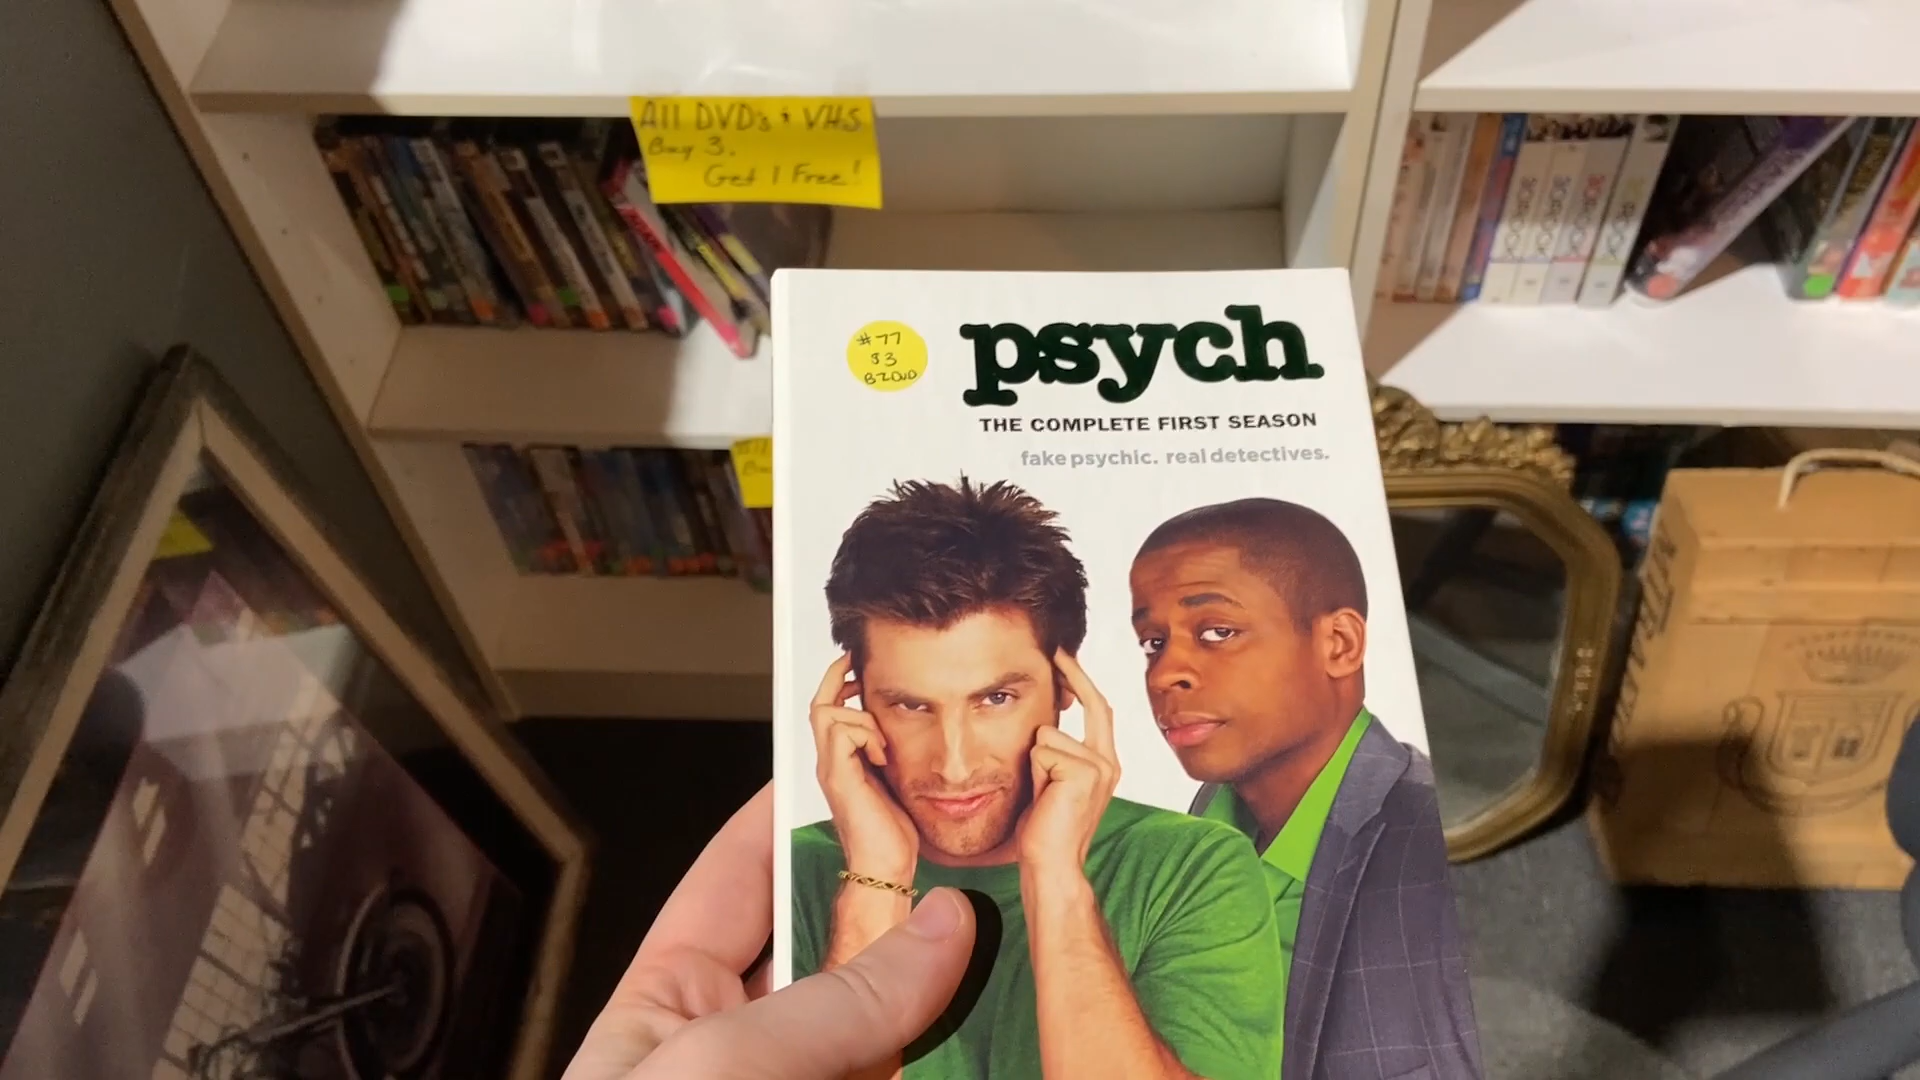 All DVD's + VHS
Buy 3.
Get 1 Free!
#77
$3
psych
THE COMPLETE FIRST SEASON
fake psychic. real detectives.